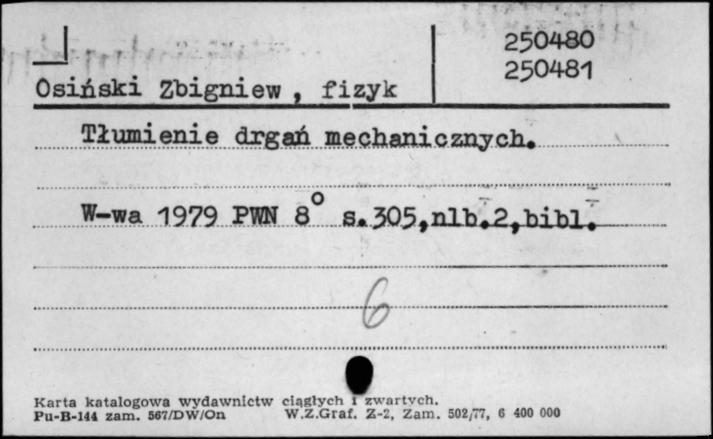 250480
250481
Osiński Zbigniew, fizyk
Tłumienie drgań mechanicznych.
W-wa 1979 PWN 8° s.305,nlb.2,bibl.
6
Karta katalogowa wydawnictw ciągłych i zwartych.
Pu-B-144 zam. 567/DW/On W.Z.Graf. Z-2, Zam. 502/77, 6 400 000